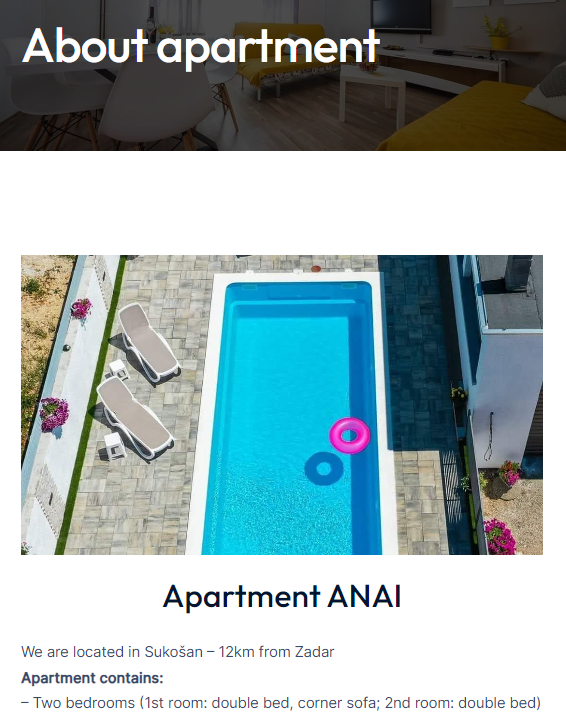 About apartment
Apartment ANAI
We are located in Sukošan – 12km from Zadar
Apartment contains:
– Two bedrooms (1st room: double bed, corner sofa; 2nd room: double bed)